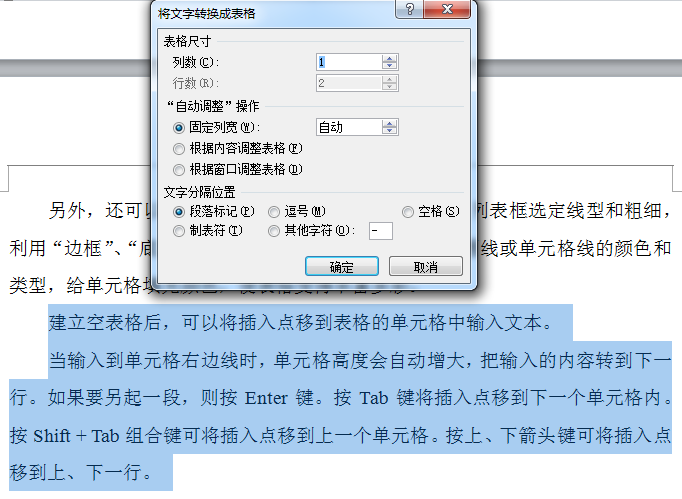 将文字转换成表格
?
表格尺寸
列数(C):
1
行数(R):
2
“自动调整”操作
固定列宽(W):
自动
根据内容调整表格(F)
根据窗口调整表格(D)
文字分隔位置
段落标记(P)
逗号(M)
空格(S)
制表符(T)
其他字符(O):
-
确定
取消
另外，还可以
列表框选定线型和粗细，
利用“边框”、“底
线或单元格线的颜色和
类型，给单元格
建立空表格后，可以将插入点移到表格的单元格中输入文本。
当输入到单元格右边线时，单元格高度会自动增大，把输入的内容转到下一
行。如果要另起一段，则按 Enter 键。按 Tab 键将插入点移到下一个单元格内。
按 Shift + Tab 组合键可将插入点移到上一个单元格。按上、下箭头键可将插入点
移到上、下一行。